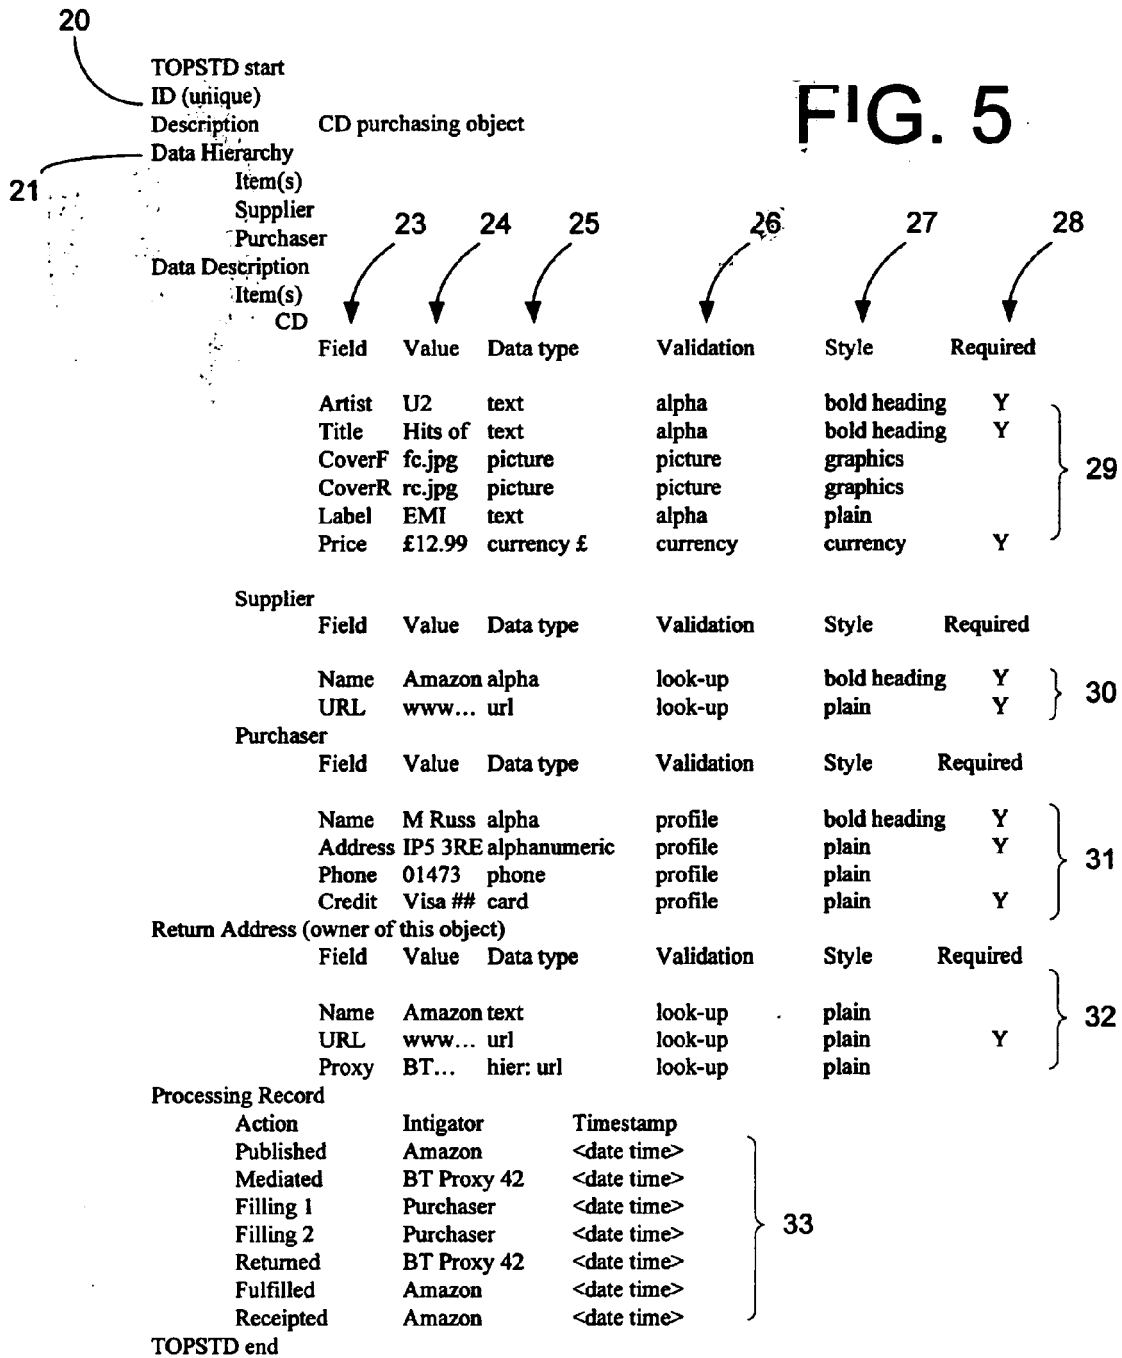 20
TOPSTD start
FIG. 5
ID (unique)
Description CD purchasing object
Data Hierarchy
21
Item(s)
Supplier
Purchaser
23 24 25 26 27 28
Data Description
Item(s)
CD
Field Value Data type Validation Style Required
Artist U2 text alpha bold heading Y
Title Hits of text alpha bold heading Y
CoverF fc.jpg picture picture graphics
CoverR rc.jpg picture picture graphics
29
Label EMI text alpha plain
Price £12.99 currency £ currency currency Y
Supplier
Field Value Data type Validation Style Required
Name Amazon alpha look-up bold heading Y
30
URL www... url look-up plain Y
Purchaser
Field Value Data type Validation Style Required
Name M Russ alpha profile bold heading Y
Address IP5 3RE alphanumeric profile plain Y
31
Phone 01473 phone profile plain
Credit Visa ## card profile plain Y
Return Address (owner of this object)
Field Value Data type Validation Style Required
Name Amazon text look-up plain
32
URL www... url look-up plain Y
Proxy BT... hier: url look-up plain
Processing Record
Action Intigator Timestamp
Published Amazon <date time>
Mediated BT Proxy 42 <date time>
Filling 1 Purchaser <date time>
33
Filling 2 Purchaser <date time>
Returned BT Proxy 42 <date time>
Fulfilled Amazon <date time>
Receipted Amazon <date time>
TOPSTD end